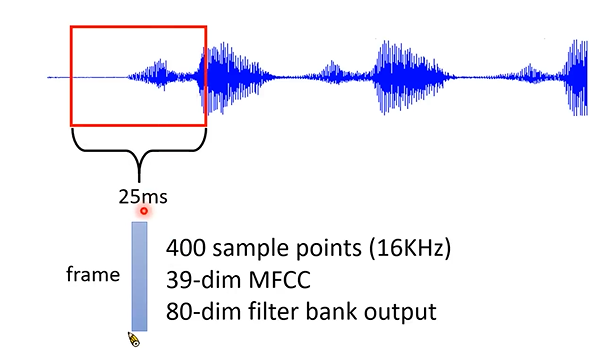 25ms
400 sample points (16KHz)
frame
39-dim MFCC
80-dim filter bank output